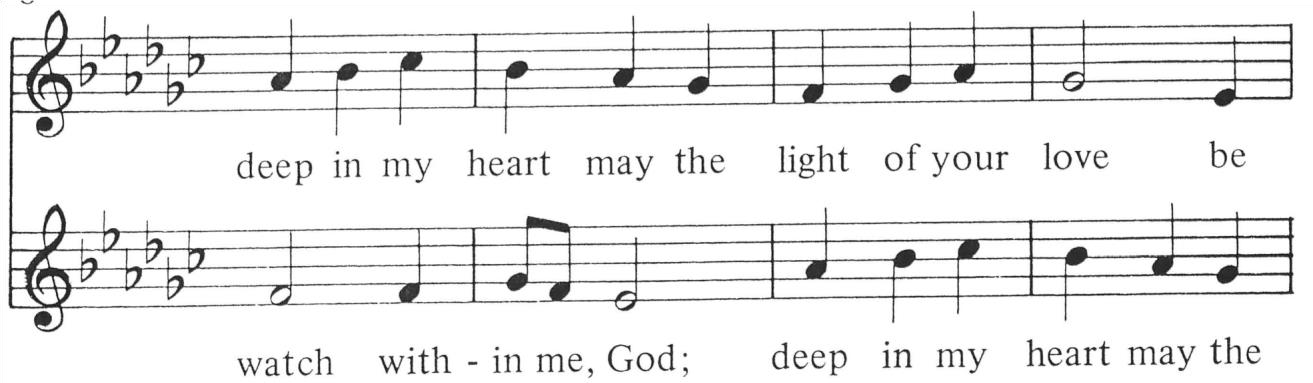 deep in my heart may the light of your love be
watch with - in me, God; deep in my heart may the